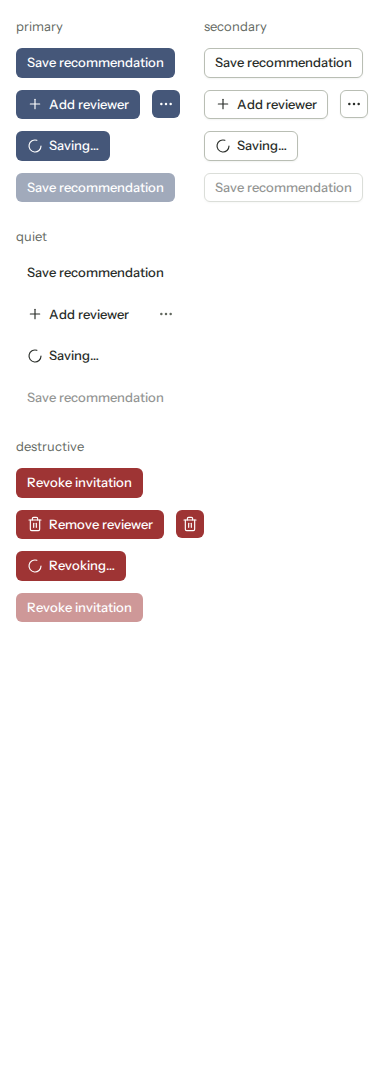 primary
Save recommendation
Add reviewer
Saving...
Save recommendation
secondary
Save recommendation
Add reviewer
Saving...
Save recommendation
quiet
Save recommendation
Add reviewer
Saving...
Save recommendation
destructive
Revoke invitation
Remove reviewer
Revoking...
Revoke invitation